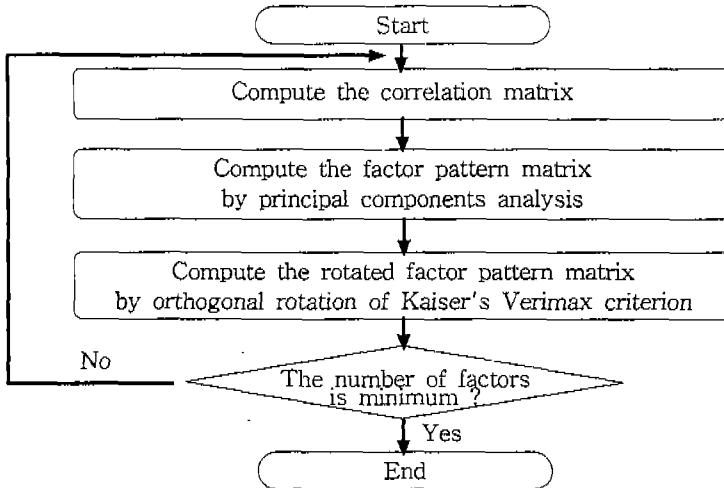 Start
Compute the correlation matrix
Compute the factor pattern matrix
by principal components analysis
Compute the rotated factor pattern matrix
by orthogonal rotation of Kaiser's Verimax criterion
No
The number of factors
is minimum ?
Yes
End